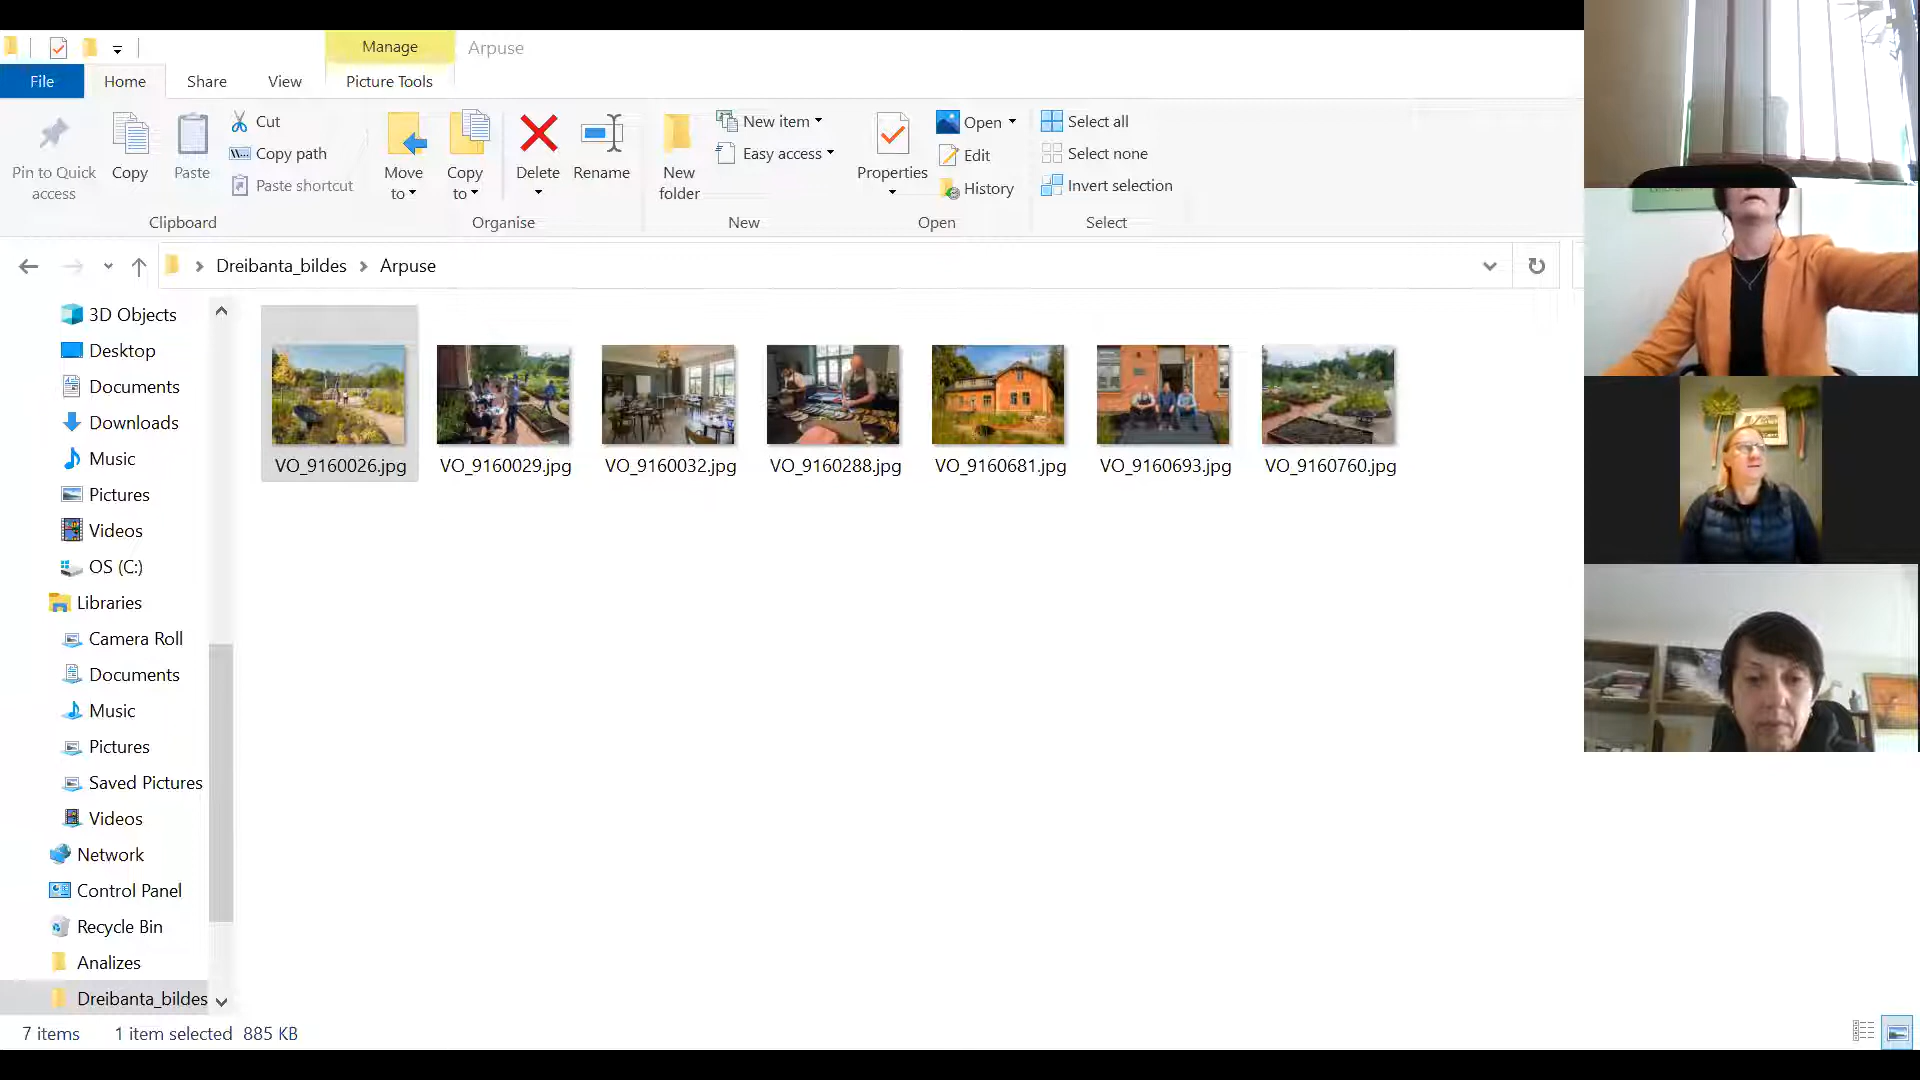 Manage
Arpuse
File
Home
Share
View
Picture Tools
Pin to Quick access
Copy
Paste
Cut
Copy path
Paste shortcut
Clipboard
Move to
Copy to
Delete
Rename
Organise
New folder
New item
Easy access
New
Properties
Open
Edit
History
Open
Select all
Select none
Invert selection
Select
Dreibanta_bildes
Arpuse
3D Objects
Desktop
Documents
Downloads
Music
Pictures
Videos
OS (C:)
Libraries
Camera Roll
Documents
Music
Pictures
Saved Pictures
Videos
Network
Control Panel
Recycle Bin
Analizes
Dreibanta_bildes
VO_9160026.jpg
VO_9160029.jpg
VO_9160032.jpg
VO_9160288.jpg
VO_9160681.jpg
VO_9160693.jpg
VO_9160760.jpg
7 items
1 item selected 885 KB